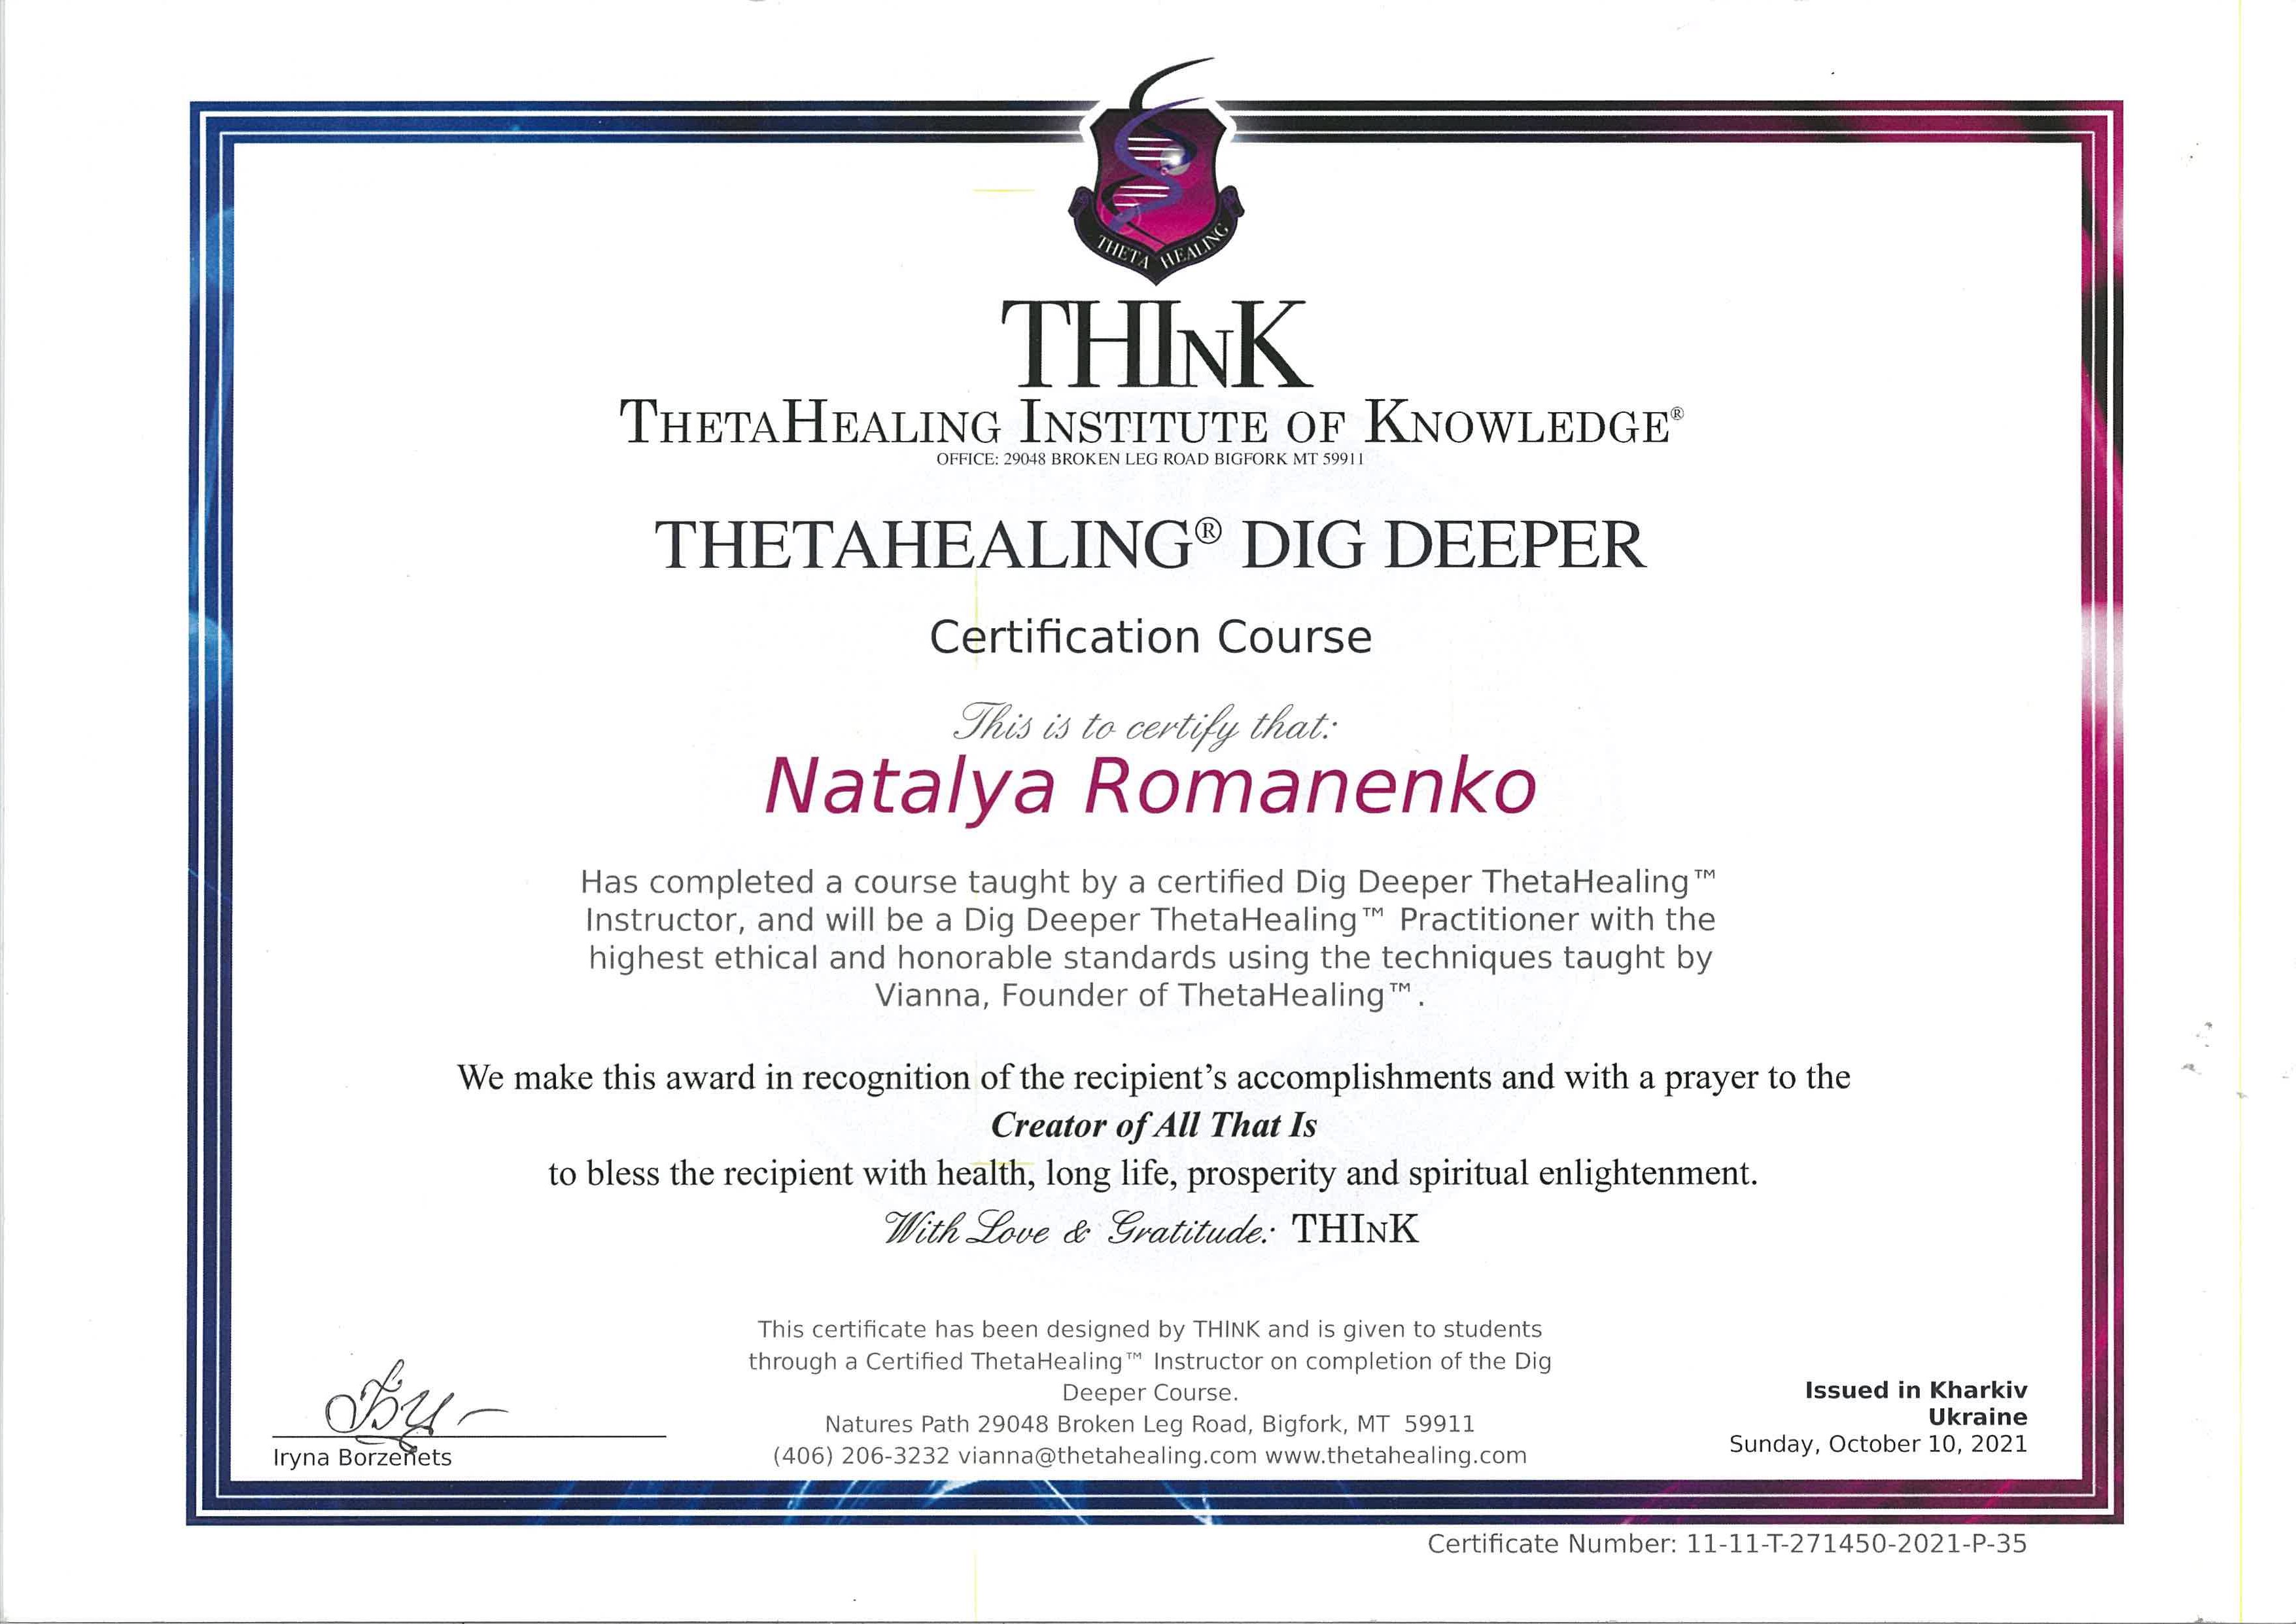 THETA HEALING
THINK
THETAHEALING INSTITUTE OF KNOWLEDGE®
OFFICE: 29048 BROKEN LEG ROAD BIGFORK MT 59911
THETAHEALING® DIG DEEPER
Certification Course
This is to certify that:
Natalya Romanenko
Has completed a course taught by a certified Dig Deeper ThetaHealing™
Instructor, and will be a Dig Deeper ThetaHealing™ Practitioner with the
highest ethical and honorable standards using the techniques taught by
Vianna, Founder of ThetaHealing™.
We make this award in recognition of the recipient's accomplishments and with a prayer to the
Creator of All That Is
to bless the recipient with health, long life, prosperity and spiritual enlightenment.
With Love & Gratitude: THINK
This certificate has been designed by THINK and is given to students
through a Certified ThetaHealing™ Instructor on completion of the Dig
Deeper Course.
Natures Path 29048 Broken Leg Road, Bigfork, MT 59911
(406) 206-3232 vianna@thetahealing.com www.thetahealing.com
Iryna Borzenets
Issued in Kharkiv
Ukraine
Sunday, October 10, 2021
Certificate Number: 11-11-T-271450-2021-P-35